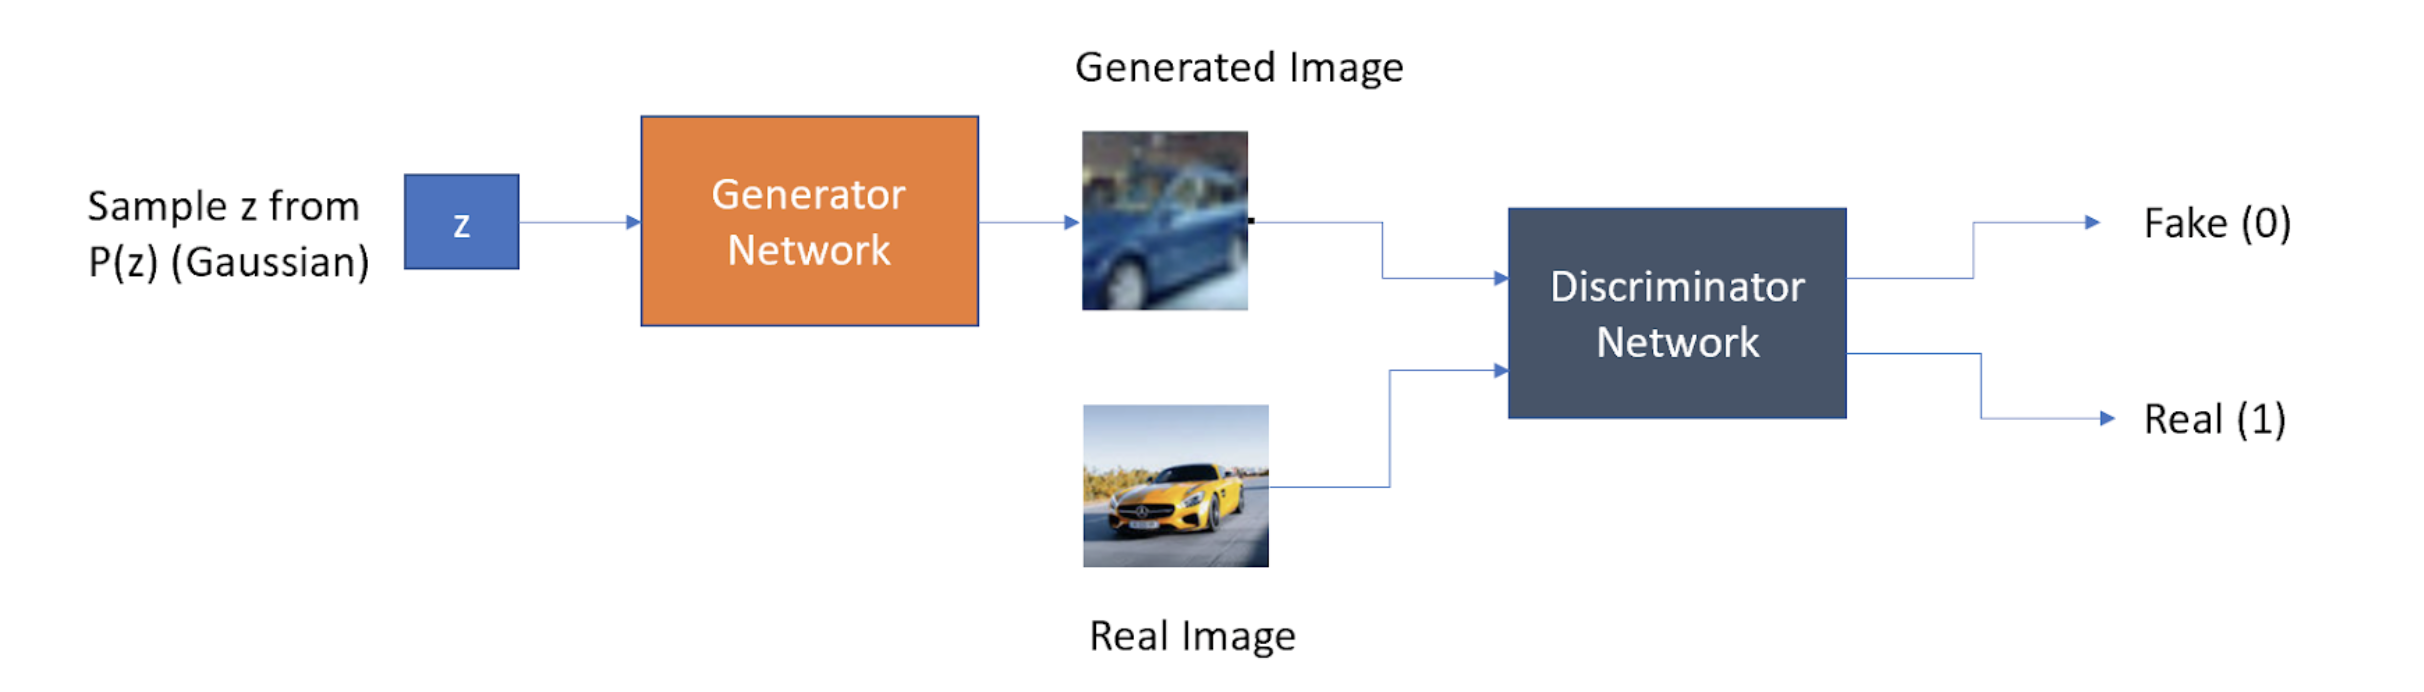 Generated Image
Sample z from
P(z) (Gaussian)
z
Generator
Network
Discriminator
Network
Fake (0)
Real (1)
Real Image